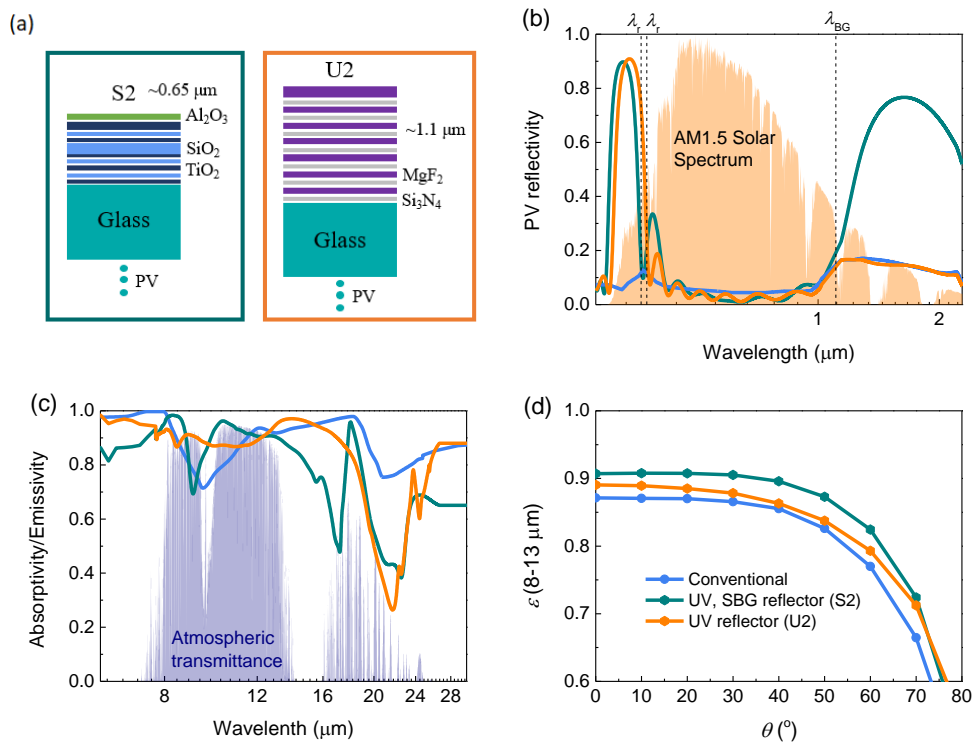 (a)
S2
~0.65 μm
Al₂O₃
SiO₂
TiO₂
Glass
PV
U2
~1.1 μm
MgF₂
Si₃N₄
Glass
PV
(b)
λr λr λBG
1.0
0.8
0.6
0.4
0.2
0.0
PV reflectivity
AM1.5 Solar
Spectrum
1 2
Wavelength (μm)
(c)
1.0
0.8
0.6
0.4
0.2
0.0
Absorptivity/Emissivity
Atmospheric
transmittance
8 12 16 20 24 28
Wavelenth (μm)
(d)
1.0
0.9
0.8
0.7
0.6
ε (8-13 μm)
Conventional
UV, SBG reflector (S2)
UV reflector (U2)
0 10 20 30 40 50 60 70 80
θ (°)